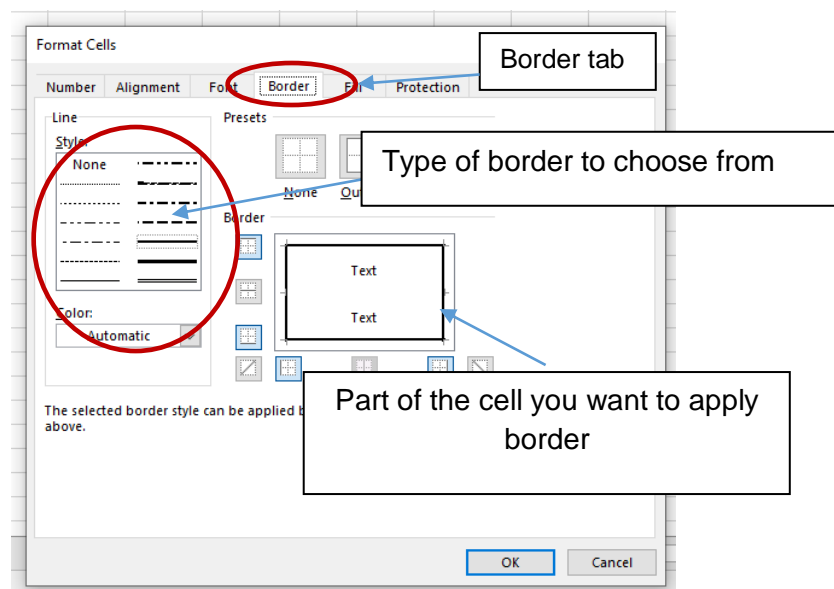 Format Cells
Border tab
Number Alignment Font Border Fill Protection
Line
Presets
Style:
None
Type of border to choose from
None
Border
Text
Text
Color:
Automatic
Part of the cell you want to apply
border
The selected border style can be applied
above.
OK Cancel